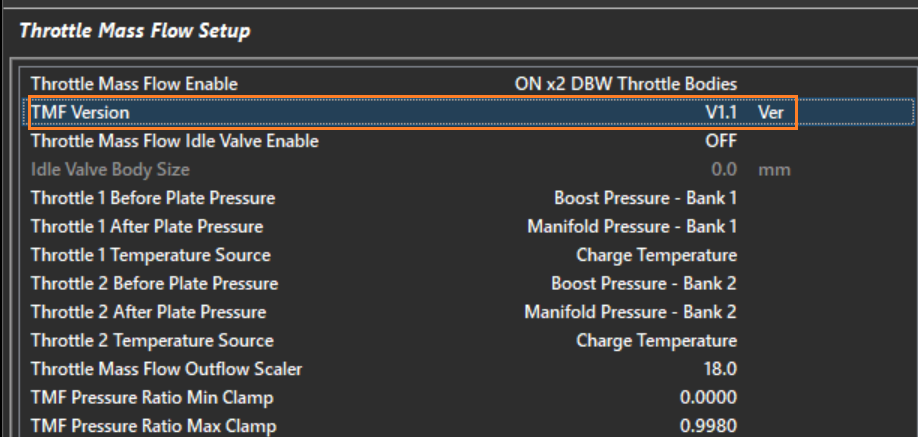 Throttle Mass Flow Setup
Throttle Mass Flow Enable ON x2 DBW Throttle Bodies
TMF Version V1.1 Ver
Throttle Mass Flow Idle Valve Enable OFF
Idle Valve Body Size 0.0 mm
Throttle 1 Before Plate Pressure Boost Pressure - Bank 1
Throttle 1 After Plate Pressure Manifold Pressure - Bank 1
Throttle 1 Temperature Source Charge Temperature
Throttle 2 Before Plate Pressure Boost Pressure - Bank 2
Throttle 2 After Plate Pressure Manifold Pressure - Bank 2
Throttle 2 Temperature Source Charge Temperature
Throttle Mass Flow Outflow Scaler 18.0
TMF Pressure Ratio Min Clamp 0.0000
TMF Pressure Ratio Max Clamp 0.9980